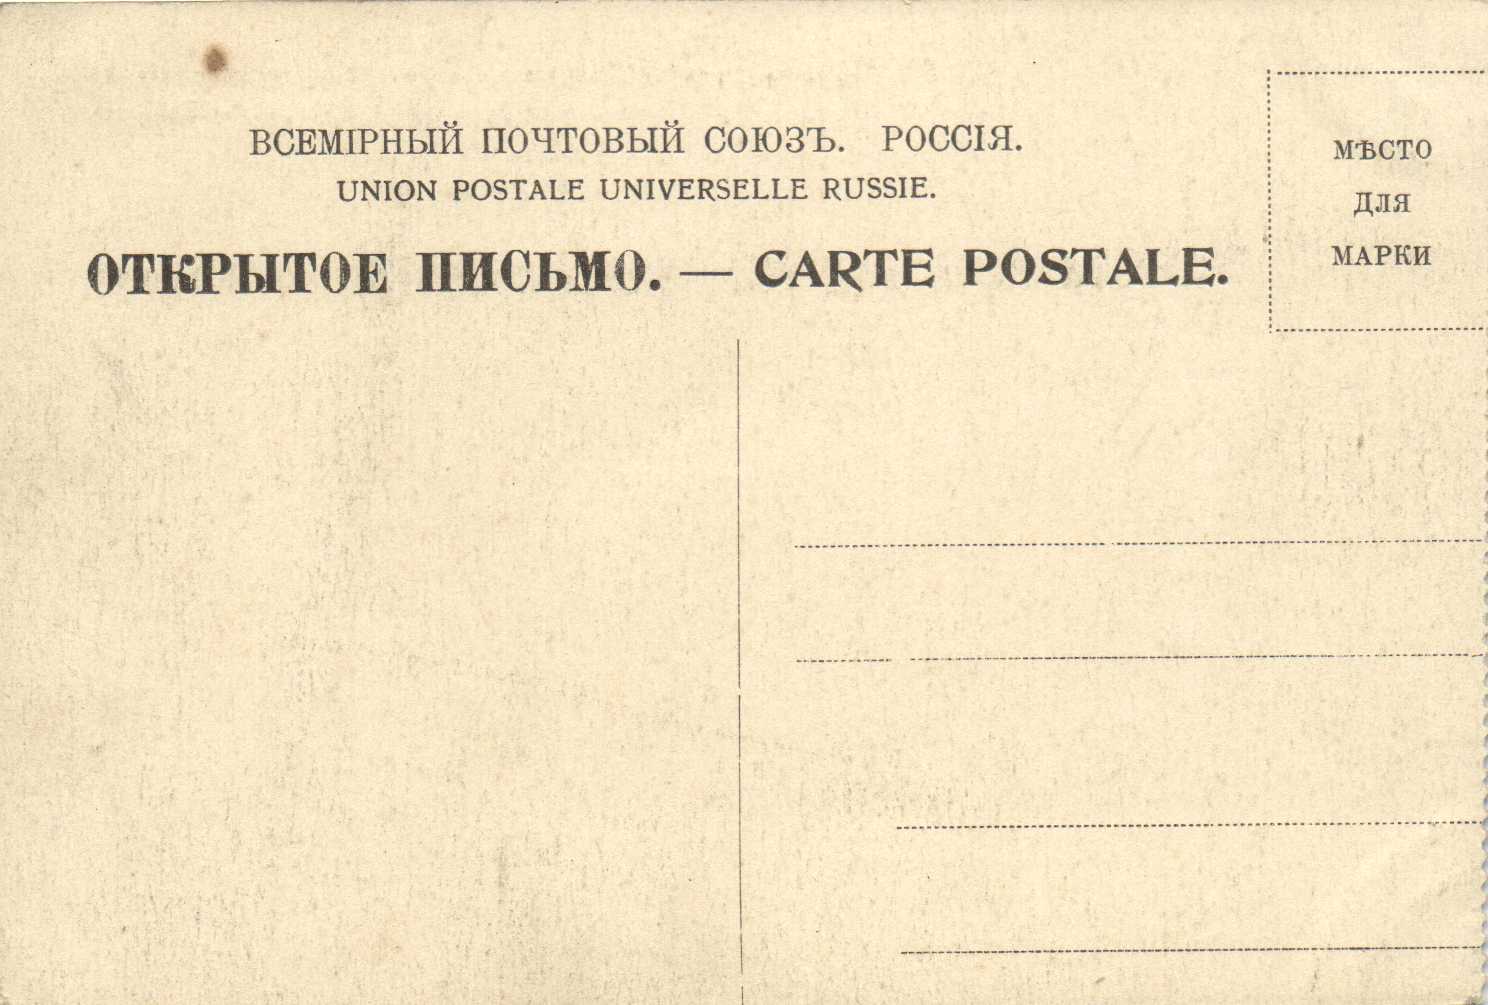 ВСЕМІРНЫЙ ПОЧТОВЫЙ СОЮЗЪ. РОССІЯ.
UNION POSTALE UNIVERSELLE RUSSIE.
ОТКРЫТОЕ ПИСЬМО. — CARTE POSTALE.
МѢСТО
ДЛЯ
МАРКИ